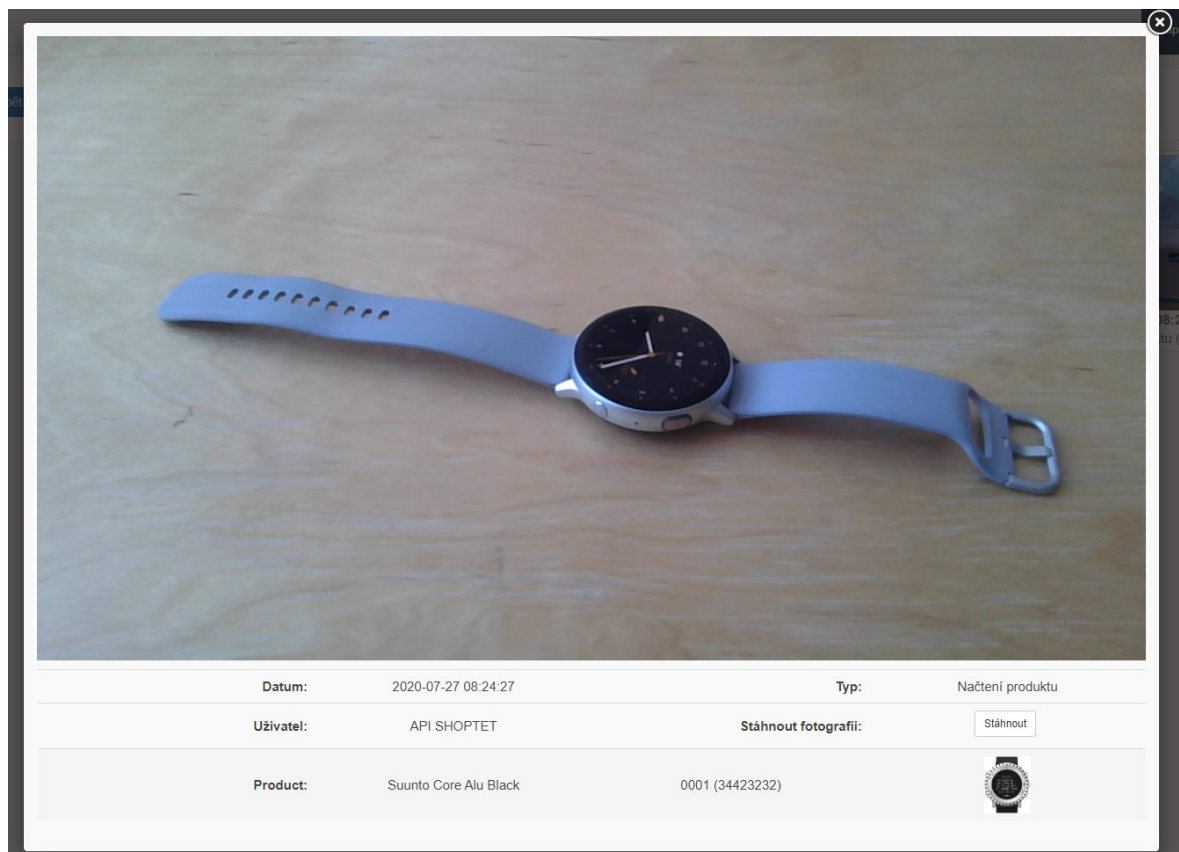 Datum: 2020-07-27 08:24:27 Typ: Načtení produktu
Uživatel: API SHOPTET Stáhnout fotografii: Stáhnout
Product: Suunto Core Alu Black 0001 (34423232)